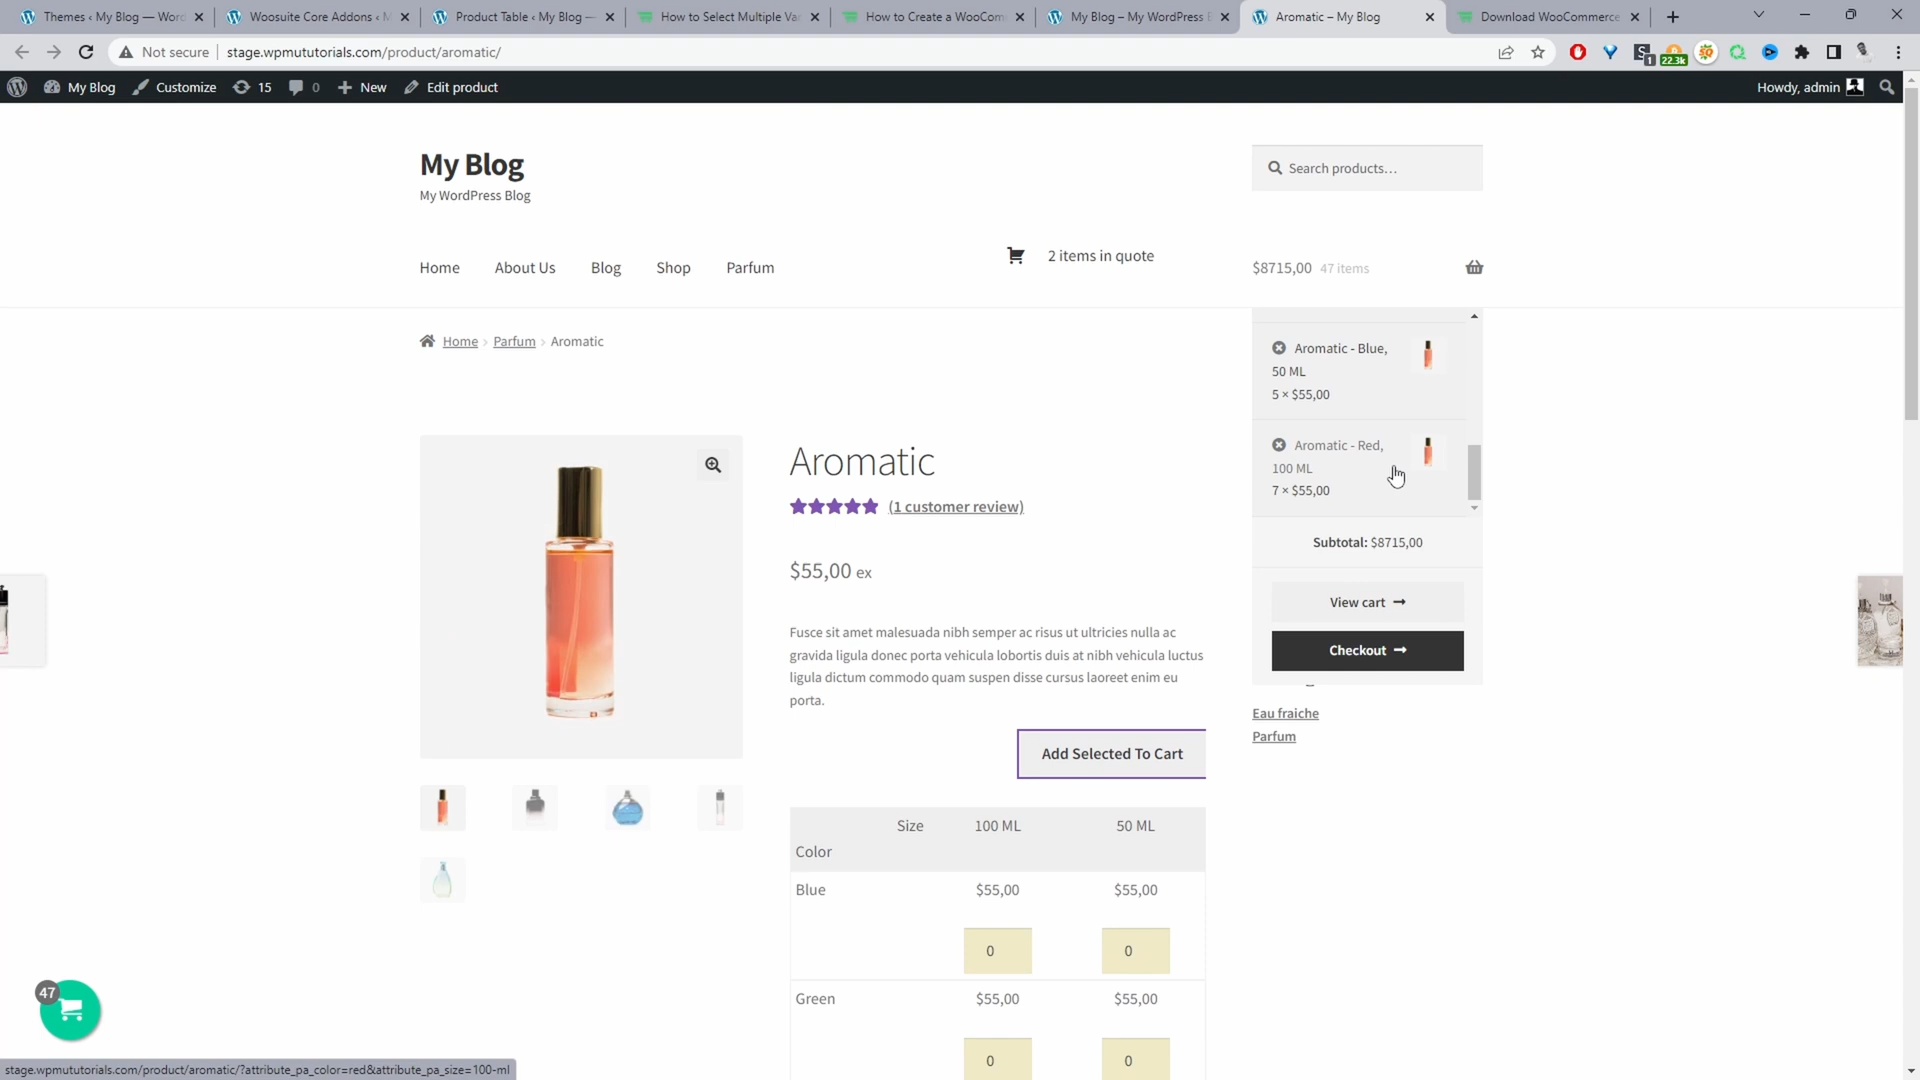 Themes ‹ My Blog — Word
Woosuite Core Addons ‹ M
Product Table ‹ My Blog —
How to Select Multiple Va
How to Create a WooCom
My Blog – My WordPress B
Aromatic – My Blog
Download WooCommerce
Not secure
stage.wpmututorials.com/product/aromatic/
1
22.3k
My Blog
Customize
15
0
New
Edit product
Howdy, admin
My Blog
My WordPress Blog
Search products…
Home
About Us
Blog
Shop
Parfum
2 items in quote
$8715,00 47 items
Home › Parfum › Aromatic
Aromatic - Blue,
50 ML
5 × $55,00
Aromatic - Red,
100 ML
7 × $55,00
Subtotal: $8715,00
View cart
Checkout
Eau fraiche
Parfum
Aromatic
(1 customer review)
$55,00 ex
Fusce sit amet malesuada nibh semper ac risus ut ultricies nulla ac
gravida ligula donec porta vehicula lobortis duis at nibh vehicula luctus
ligula dictum commodo quam suspen disse cursus laoreet enim eu
porta.
Add Selected To Cart
Size 100 ML 50 ML
Color
Blue $55,00 $55,00
0 0
Green $55,00 $55,00
0 0
47
stage.wpmututorials.com/product/aromatic/?attribute_pa_color=red&attribute_pa_size=100-ml